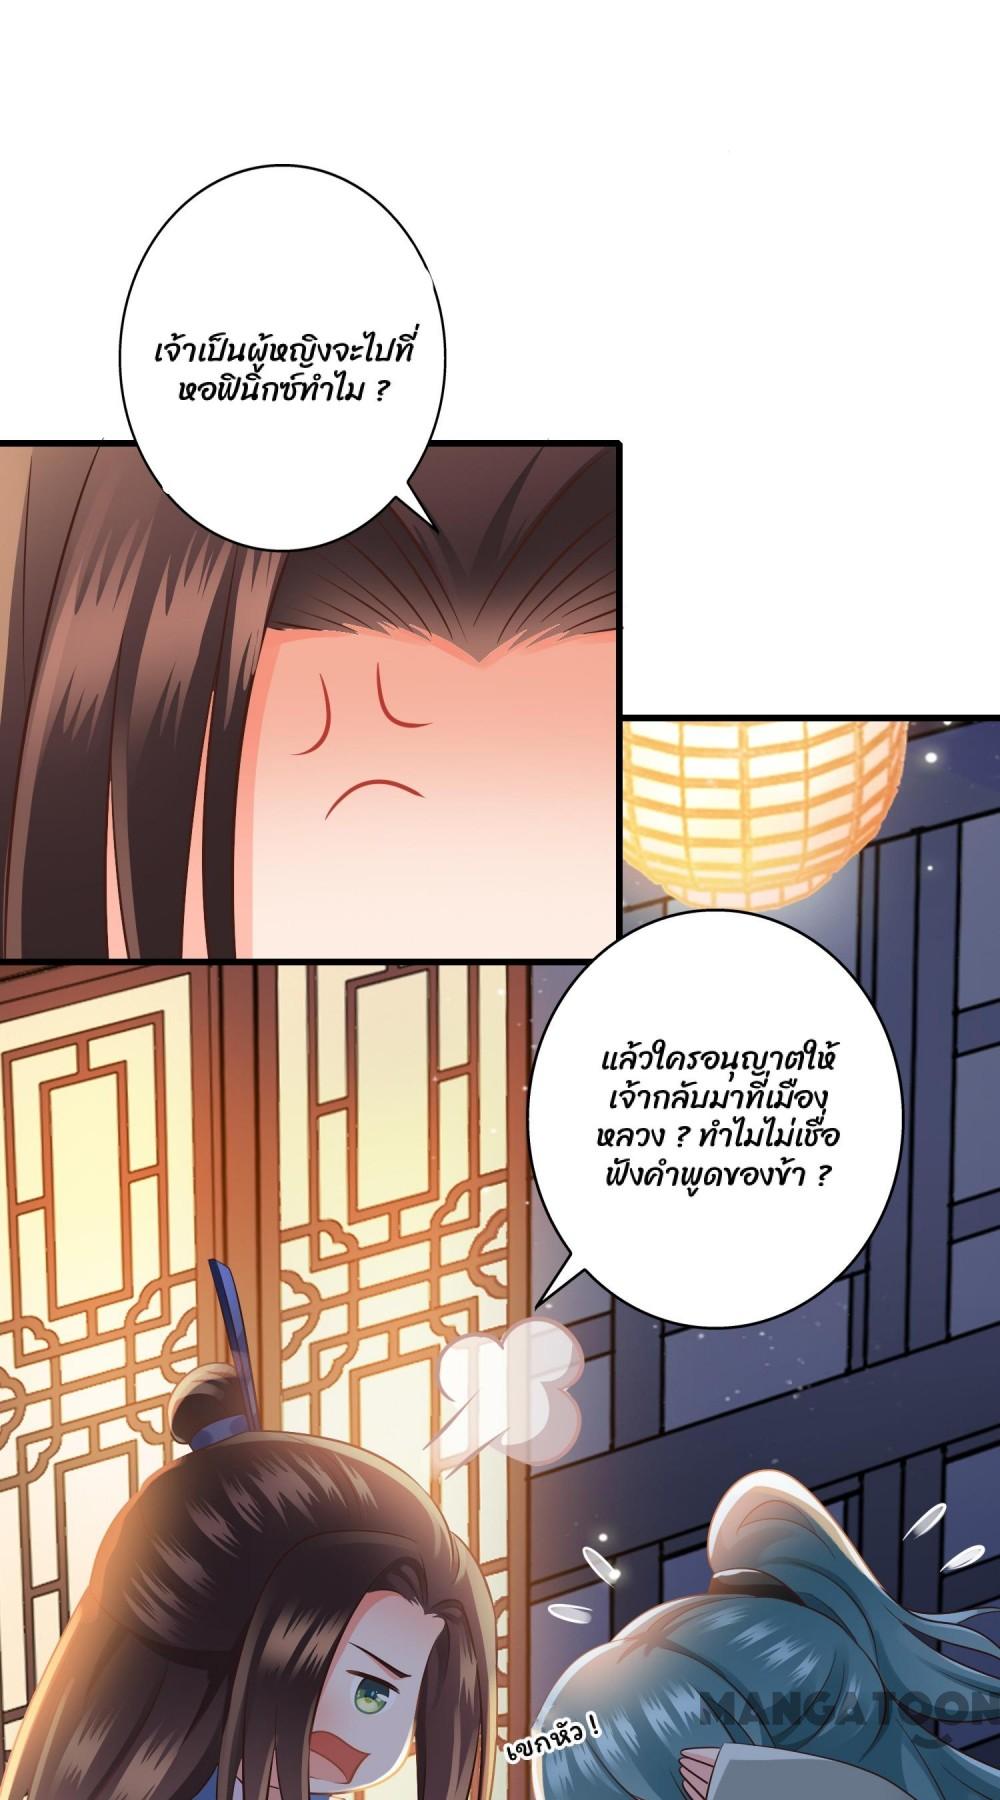 เจ้าเป็นผู้หญิงจะไปที่
หอฟินิกซ์ทำไม ?
แล้วใครอนุญาตให้
เจ้ากลับมาที่เมือง
หลวง ? ทำไมไม่เชื่อ
ฟังคำพูดของข้า ?
เขกหัว !
MANGATOON